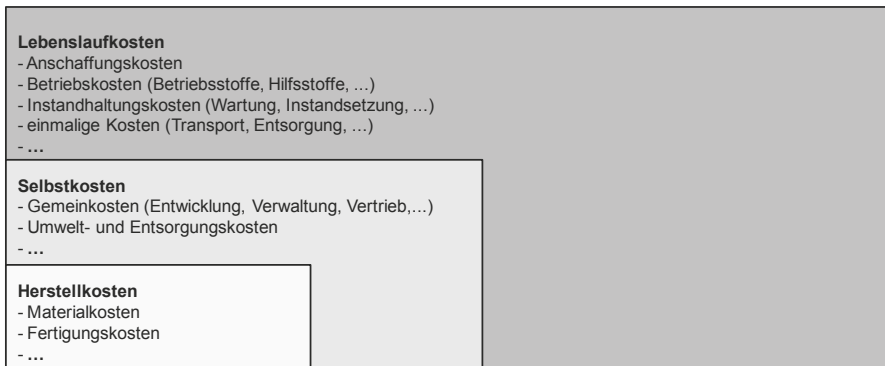 Lebenslaufkosten
- Anschaffungskosten
- Betriebskosten (Betriebsstoffe, Hilfsstoffe, ...)
- Instandhaltungskosten (Wartung, Instandsetzung, ...)
- einmalige Kosten (Transport, Entsorgung, ...)
- ...
Selbstkosten
- Gemeinkosten (Entwicklung, Verwaltung, Vertrieb,...)
- Umwelt- und Entsorgungskosten
- ...
Herstellkosten
- Materialkosten
- Fertigungskosten
- ...